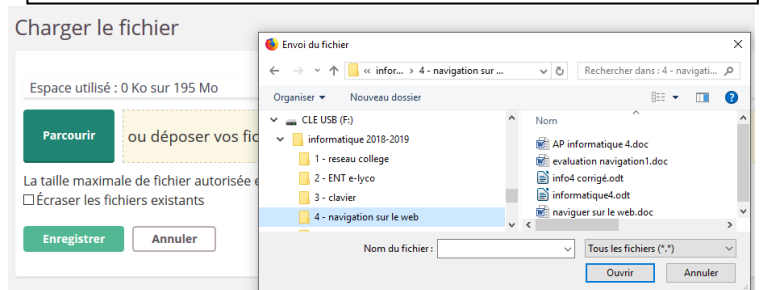 Charger le fichier
Espace utilisé : 0 Ko sur 195 Mo
Parcourir
ou déposer vos fic
La taille maximale de fichier autorisée e
Écraser les fichiers existants
Enregistrer
Annuler
Envoi du fichier
« infor... > 4 - navigation sur ...
Rechercher dans : 4 - navigati...
Organiser
Nouveau dossier
CLE USB (F:)
informatique 2018-2019
1 - reseau college
2 - ENT e-lyco
3 - clavier
4 - navigation sur le web
Nom
AP informatique 4.doc
evaluation navigation1.doc
info4 corrigé.odt
informatique4.odt
naviguer sur le web.doc
Nom du fichier :
Tous les fichiers (*.*)
Ouvrir
Annuler